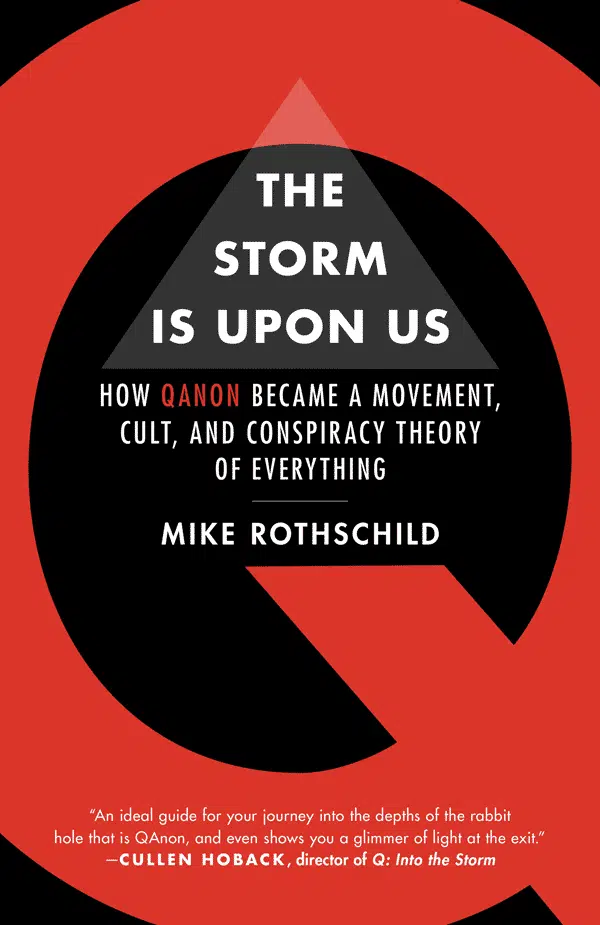 THE
STORM
IS UPON US
HOW QANON BECAME A MOVEMENT,
CULT, AND CONSPIRACY THEORY
OF EVERYTHING
MIKE ROTHSCHILD
“An ideal guide for your journey into the depths of the rabbit
hole that is QAnon, and even shows you a glimmer of light at the exit.”
—CULLEN HOBACK, director of Q: Into the Storm